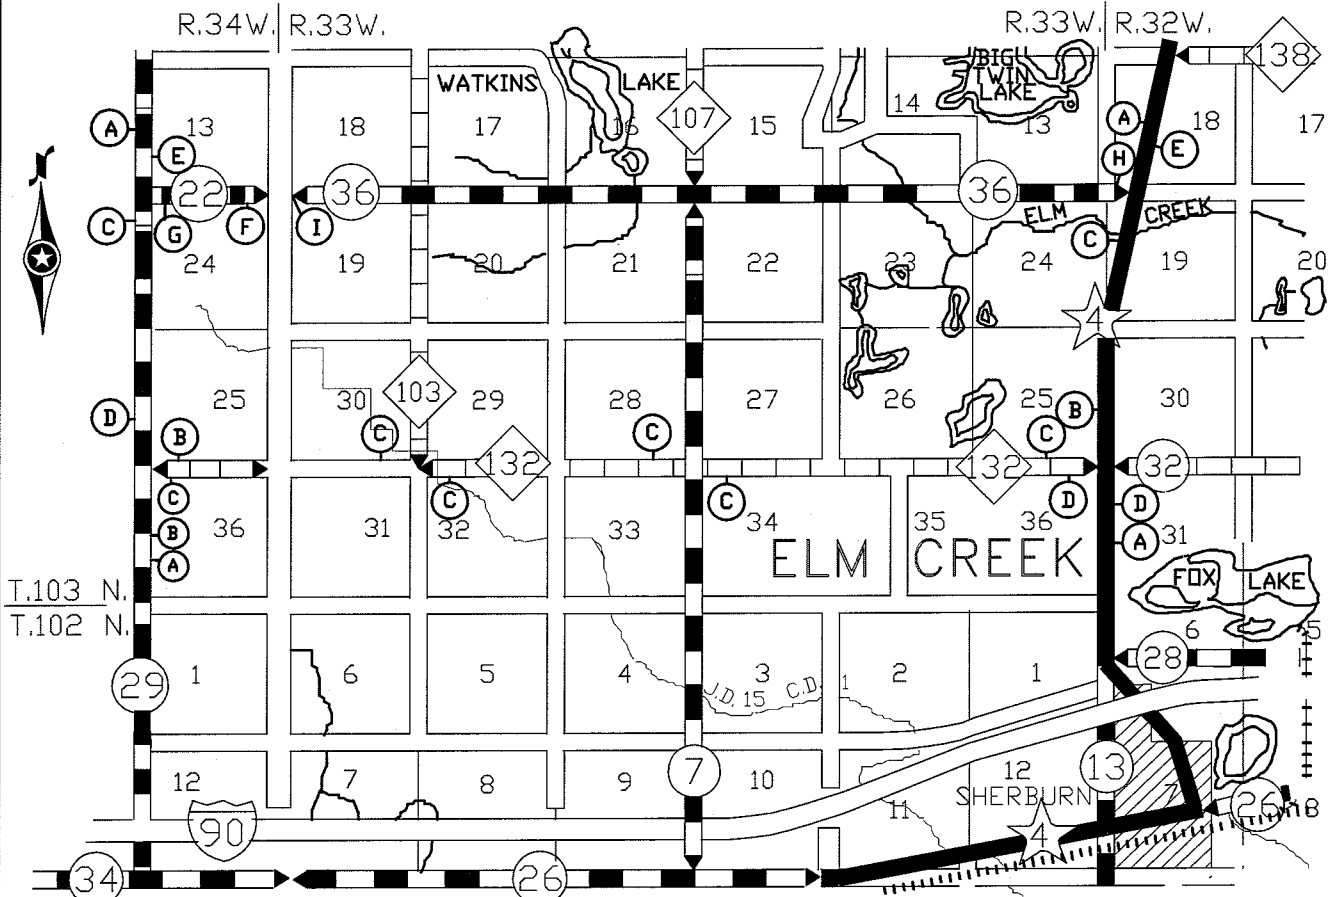 R.34W. R.33W. R.33W. R.32W.
138
WATKINS LAKE BIG
TWIN
LAKE
107
14
A 13 18 17 16 15 13 A 18 17
E H E
22 36 36
C G F I ELM CREEK
C
24 19 20 21 22 23 24 19 20
4
103
25 30 29 28 27 26 25 30
D B C C C B
132 132 32
C C C D D
B 36 31 32 33 34 35 36 A 31
A
ELM CREEK
T.103 N.
T.102 N.
FOX LAKE
6 5
28
1 6 5 4 3 2 1
29
J.D. 15 C.D. 1
12 7 8 9 7 10 12 13
SHERBURN 7
11 26 8
90
4
34 26